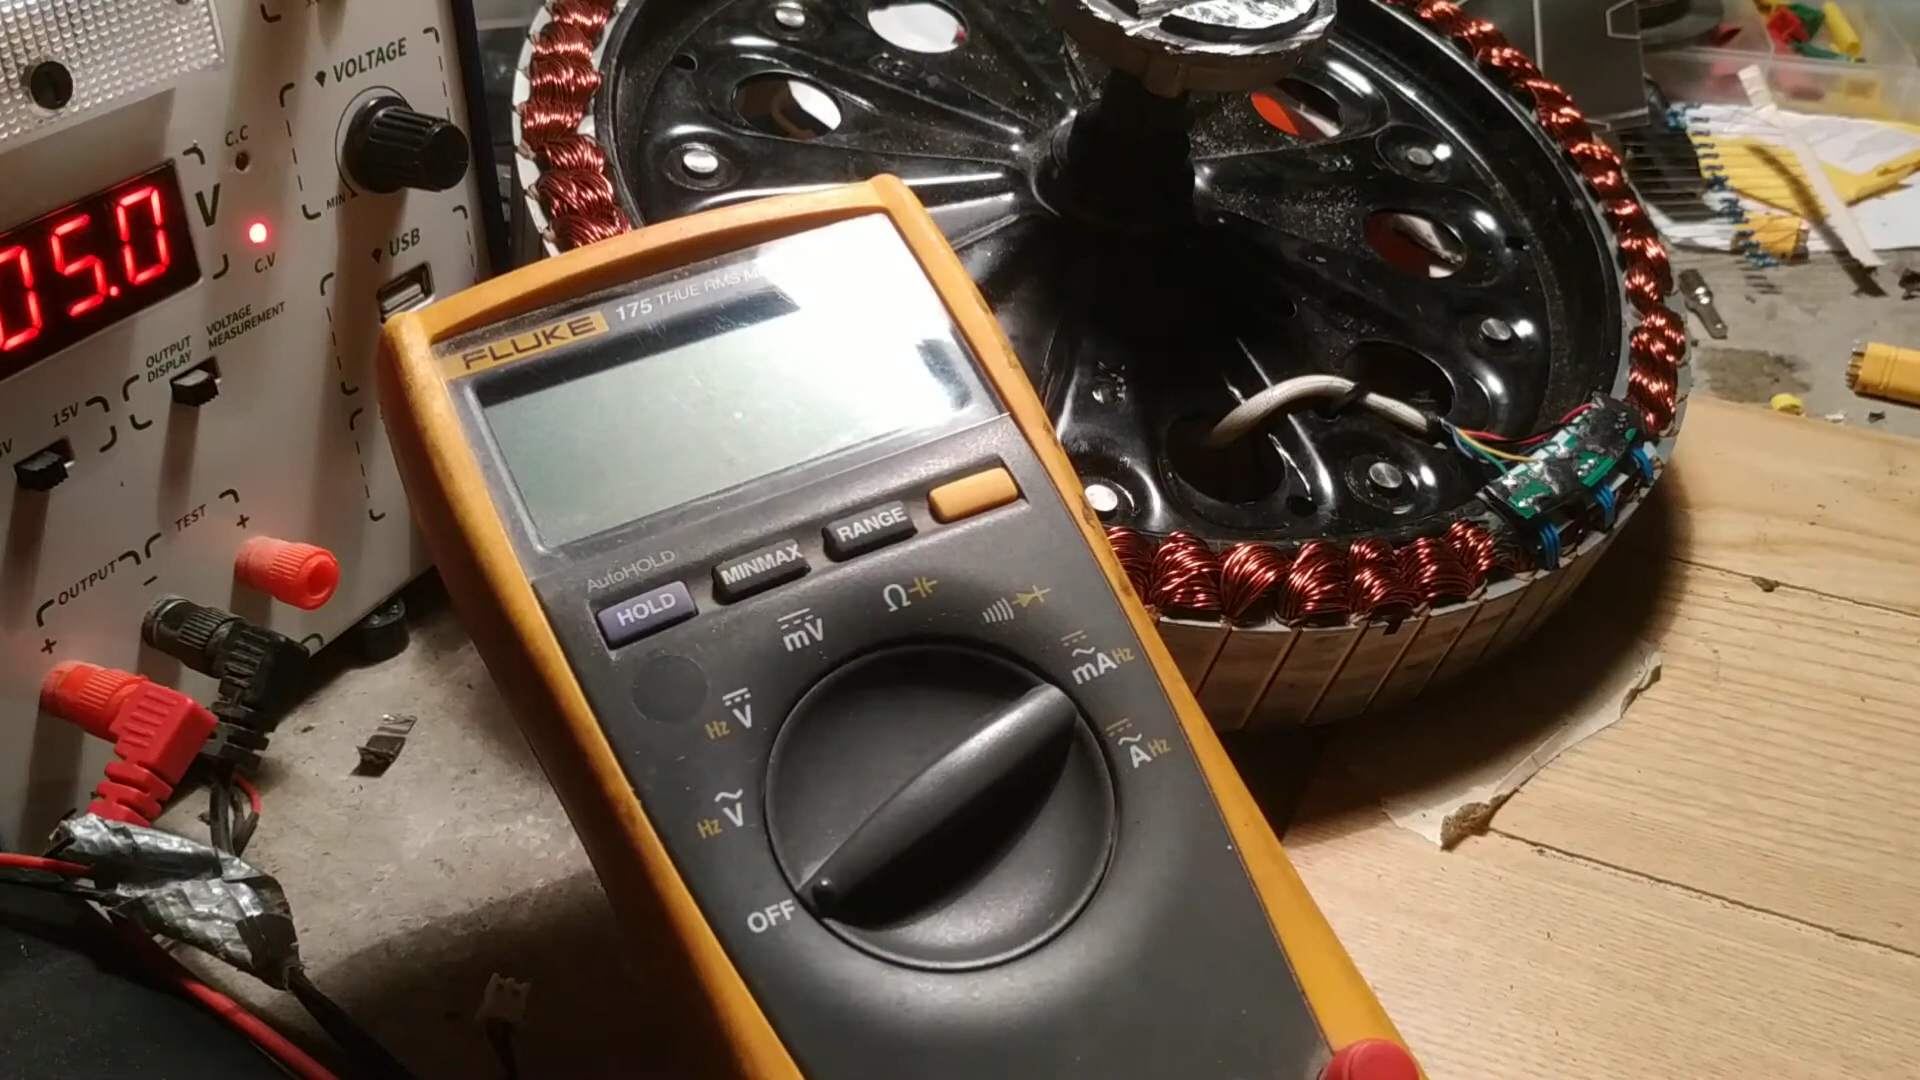 VOLTAGE
C.C
MIN
V
05.0
C.V
USB
VOLTAGE
MEASUREMENT
OUTPUT
DISPLAY
15V
TEST
+
OUTPUT
-
+
FLUKE 175 TRUE RMS
AutoHOLD
HOLD
MINMAX
RANGE
mV
Ω
mA Hz
Hz V
A Hz
Hz V
OFF